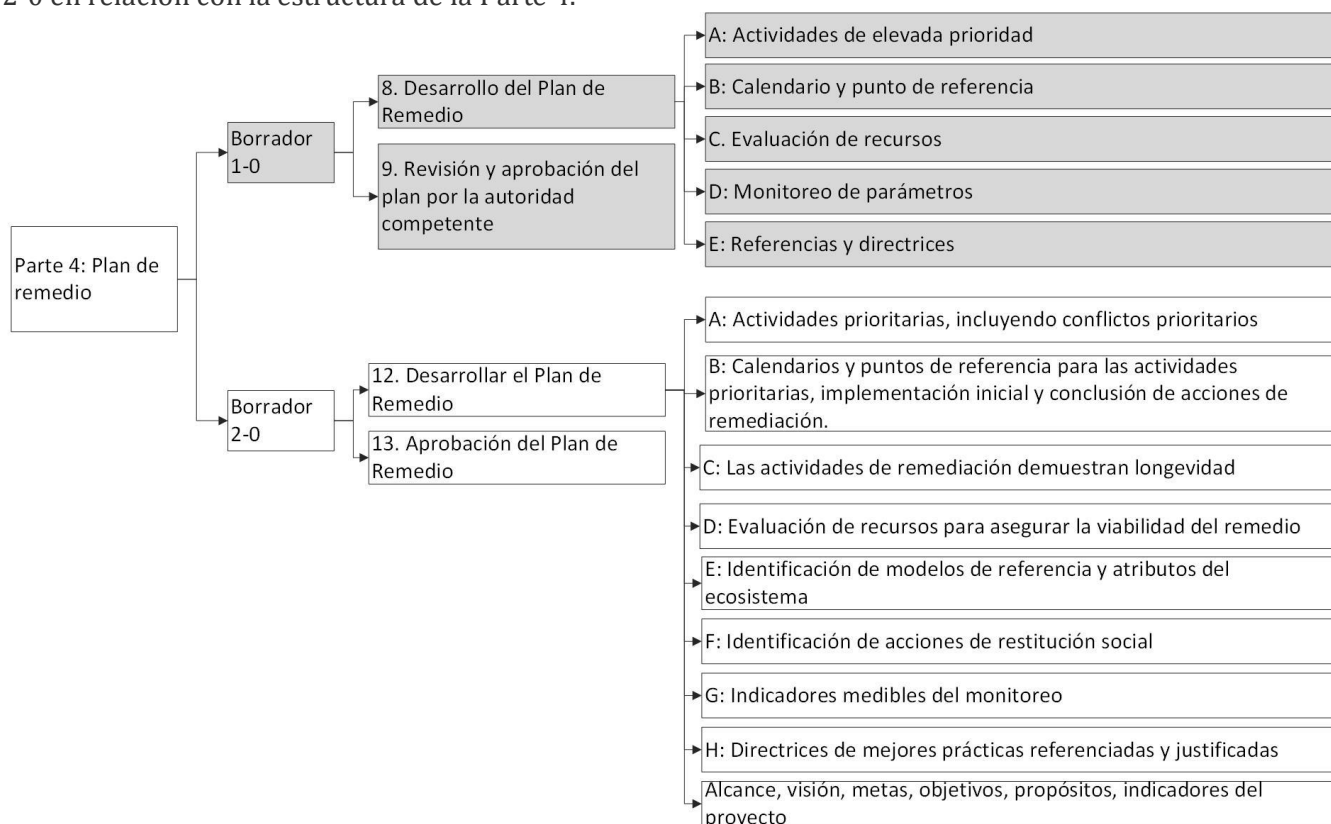 2-0 en relación con la estructura de la Parte 4.
Parte 4: Plan de
remedio
Borrador
1-0
8. Desarrollo del Plan de
Remedio
9. Revisión y aprobación del
plan por la autoridad
competente
A: Actividades de elevada prioridad
B: Calendario y punto de referencia
C. Evaluación de recursos
D: Monitoreo de parámetros
E: Referencias y directrices
Borrador
2-0
12. Desarrollar el Plan de
Remedio
13. Aprobación del Plan de
Remedio
A: Actividades prioritarias, incluyendo conflictos prioritarios
B: Calendarios y puntos de referencia para las actividades
prioritarias, implementación inicial y conclusión de acciones de
remediación.
C: Las actividades de remediación demuestran longevidad
D: Evaluación de recursos para asegurar la viabilidad del remedio
E: Identificación de modelos de referencia y atributos del
ecosistema
F: Identificación de acciones de restitución social
G: Indicadores medibles del monitoreo
H: Directrices de mejores prácticas referenciadas y justificadas
Alcance, visión, metas, objetivos, propósitos, indicadores del
proyecto